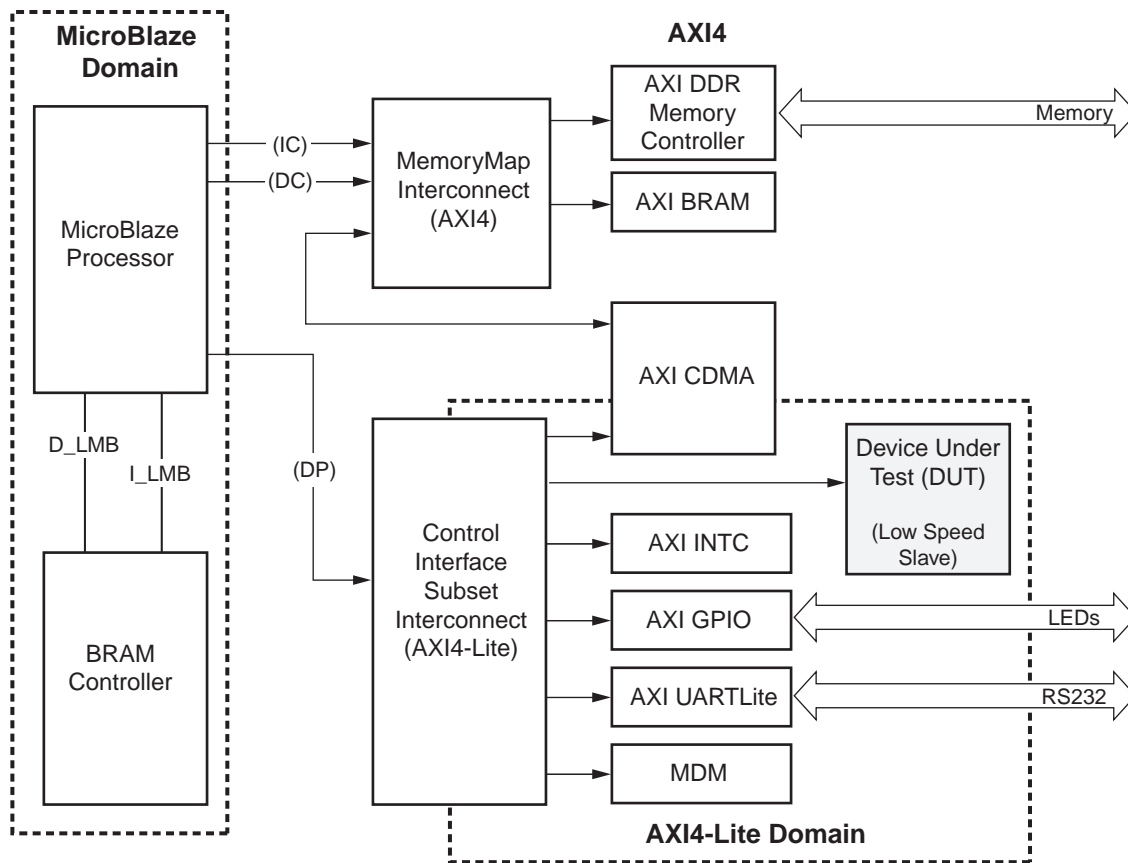 MicroBlaze
Domain
MicroBlaze
Processor
D_LMB
I_LMB
BRAM
Controller
(IC)
(DC)
(DP)
MemoryMap
Interconnect
(AXI4)
AXI4
AXI DDR
Memory
Controller
Memory
AXI BRAM
AXI CDMA
Control
Interface
Subset
Interconnect
(AXI4-Lite)
Device Under
Test (DUT)
(Low Speed
Slave)
AXI INTC
AXI GPIO
LEDs
AXI UARTLite
RS232
MDM
AXI4-Lite Domain